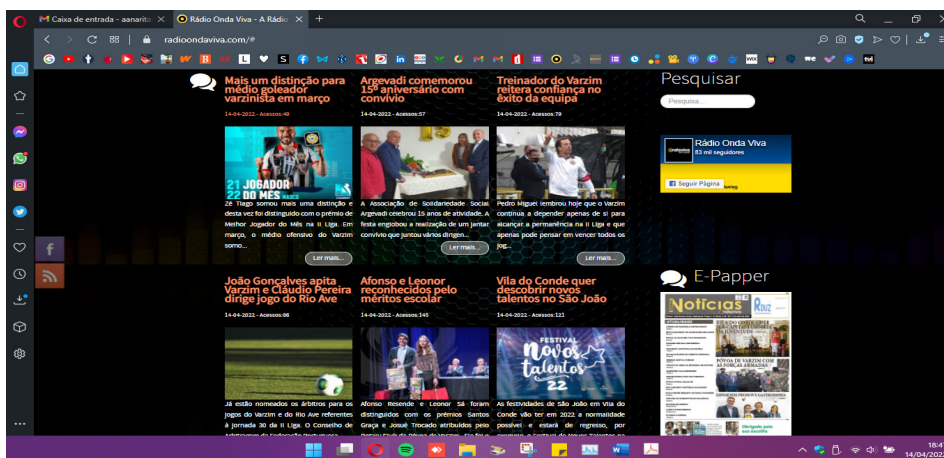 Caixa de entrada - aanarita
Rádio Onda Viva - A Rádio
radioondaviva.com/#
Mais um distinção para
médio goleador
varzinista em março
14-04-2022 - Acessos:49
21 JOGADOR
22 DO MÊS MARÇO
Zé Tiago somou mais uma distinção e
desta vez foi distinguido com o prémio de
Melhor Jogador do Mês na II Liga. Em
março, o médio ofensivo do Varzim
somo...
Ler mais...
Argevadi comemorou
15º aniversário com
convívio
14-04-2022 - Acessos:57
A Associação de Solidariedade Social
Argevadi celebrou 15 anos de atividade. A
festa englobou a realização de um jantar
convívio que juntou vários dirigen...
Ler mais...
Treinador do Varzim
reitera confiança no
êxito da equipa
14-04-2022 - Acessos:79
Pedro Miguel lembrou hoje que o Varzim
continua a depender apenas de si para
alcançar a permanência na II Liga e que
apenas pode pensar em vencer todos os
jog...
Ler mais...
Pesquisar
Pesquisa...
Rádio Onda Viva
83 mil seguidores
Seguir Página
João Gonçalves apita
Varzim e Cláudio Pereira
dirige jogo do Rio Ave
14-04-2022 - Acessos:86
Já estão nomeados os árbitros para os
jogos do Varzim e do Rio Ave referentes
à jornada 30 da II Liga. O Conselho de
Afonso e Leonor
reconhecidos pelo
méritos escolar
14-04-2022 - Acessos:145
Afonso Resende e Leonor Sá foram
distinguidos com os prémios Santos
Graça e Josué Trocado atribuídos pelo
Vila do Conde quer
descobrir novos
talentos no São João
14-04-2022 - Acessos:121
FESTIVAL
novos
talentos
22
As festividades de São João em Vila do
Conde vão ter em 2022 a normalidade
possível e estará de regresso, por
E-Papper
Notícias
PÓVOA DE VARZIM COM
AS FORÇAS ARMADAS
Obrigado pela
sua escolha
18:47